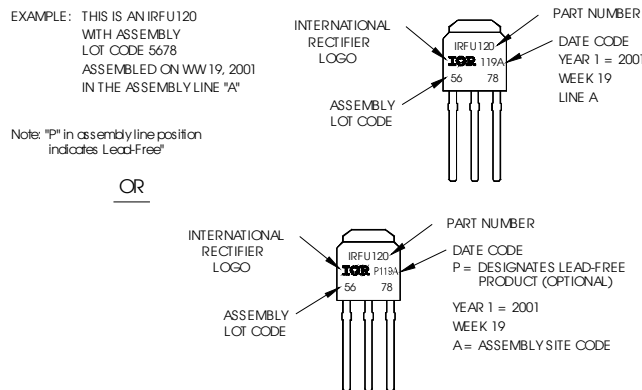 EXAMPLE: THIS IS AN IRFU120
WITH ASSEMBLY
LOT CODE 5678
ASSEMBLED ON WW 19, 2001
IN THE ASSEMBLY LINE "A"
Note: "P" in assembly line position
indicates Lead-Free"
INTERNATIONAL
RECTIFIER
LOGO
ASSEMBLY
LOT CODE
IRFU120
IOR 119A
56 78
PART NUMBER
DATE CODE
YEAR 1 = 2001
WEEK 19
LINE A
OR
INTERNATIONAL
RECTIFIER
LOGO
ASSEMBLY
LOT CODE
IRFU120
IOR P119A
56 78
PART NUMBER
DATE CODE
P = DESIGNATES LEAD-FREE
PRODUCT (OPTIONAL)
YEAR 1 = 2001
WEEK 19
A = ASSEMBLY SITE CODE